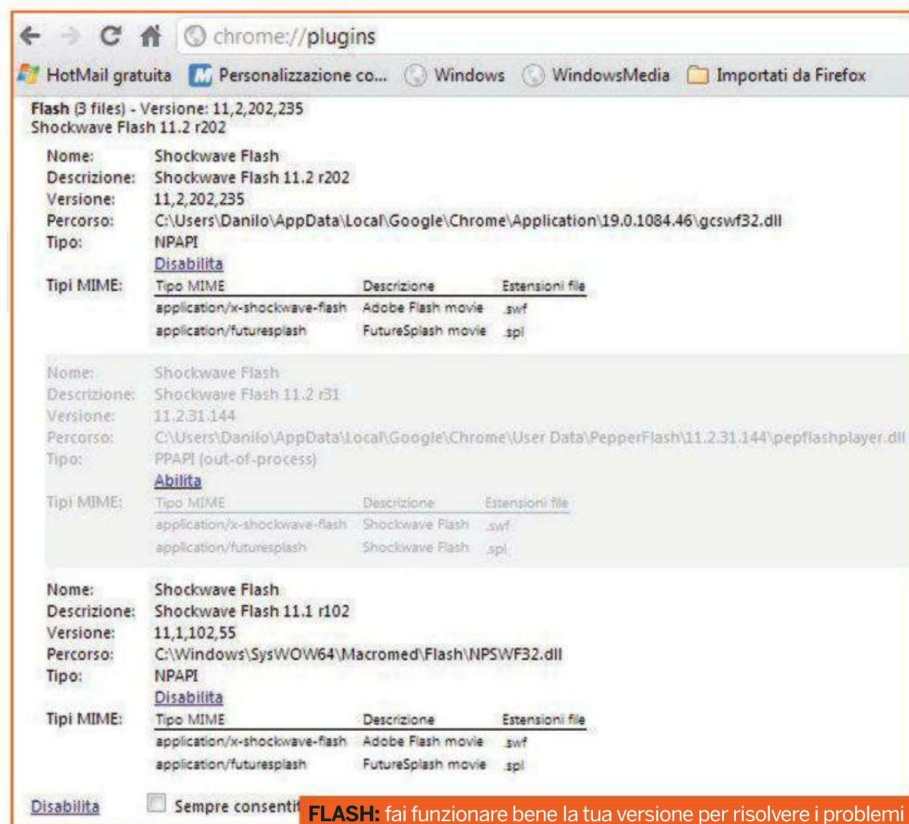 chrome://plugins
HotMail gratuita Personalizzazione co... Windows WindowsMedia Importati da Firefox
Flash (3 files) - Versione: 11,2,202,235
Shockwave Flash 11.2 r202
Nome: Shockwave Flash
Descrizione: Shockwave Flash 11.2 r202
Versione: 11,2,202,235
Percorso: C:\Users\Danilo\AppData\Local\Google\Chrome\Application\19.0.1084.46\gcswf32.dll
Tipo: NPAPI
Disabilita
Tipi MIME: Tipo MIME Descrizione Estensioni file
application/x-shockwave-flash Adobe Flash movie .swf
application/futuresplash FutureSplash movie .spl
Nome: Shockwave Flash
Descrizione: Shockwave Flash 11.2 r31
Versione: 11.2.31.144
Percorso: C:\Users\Danilo\AppData\Local\Google\Chrome\User Data\PepperFlash\11.2.31.144\pepflashplayer.dll
Tipo: PPAPI (out-of-process)
Abilita
Tipi MIME: Tipo MIME Descrizione Estensioni file
application/x-shockwave-flash Shockwave Flash .swf
application/futuresplash Shockwave Flash .spl
Nome: Shockwave Flash
Descrizione: Shockwave Flash 11.1 r102
Versione: 11,1,102,55
Percorso: C:\Windows\SysWOW64\Macromed\Flash\NPSWF32.dll
Tipo: NPAPI
Disabilita
Tipi MIME: Tipo MIME Descrizione Estensioni file
application/x-shockwave-flash Adobe Flash movie .swf
application/futuresplash FutureSplash movie .spl
Disabilita Sempre consentit
FLASH: fai funzionare bene la tua versione per risolvere i problemi